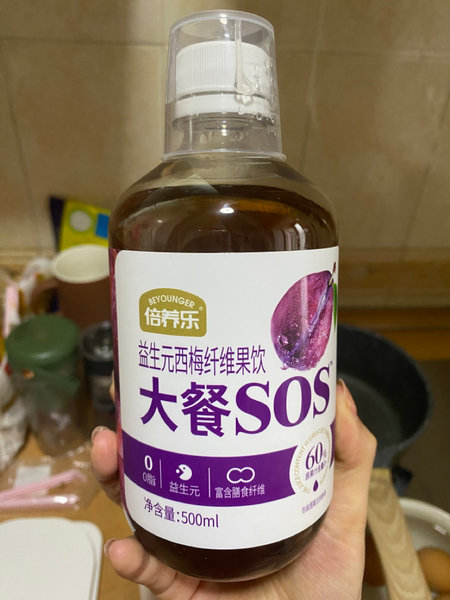 BEYOUNGER
倍养乐®
益生元西梅纤维果饮
大餐SOS
0
0脂
益生元
富含膳食纤维
60%
净含量:500ml